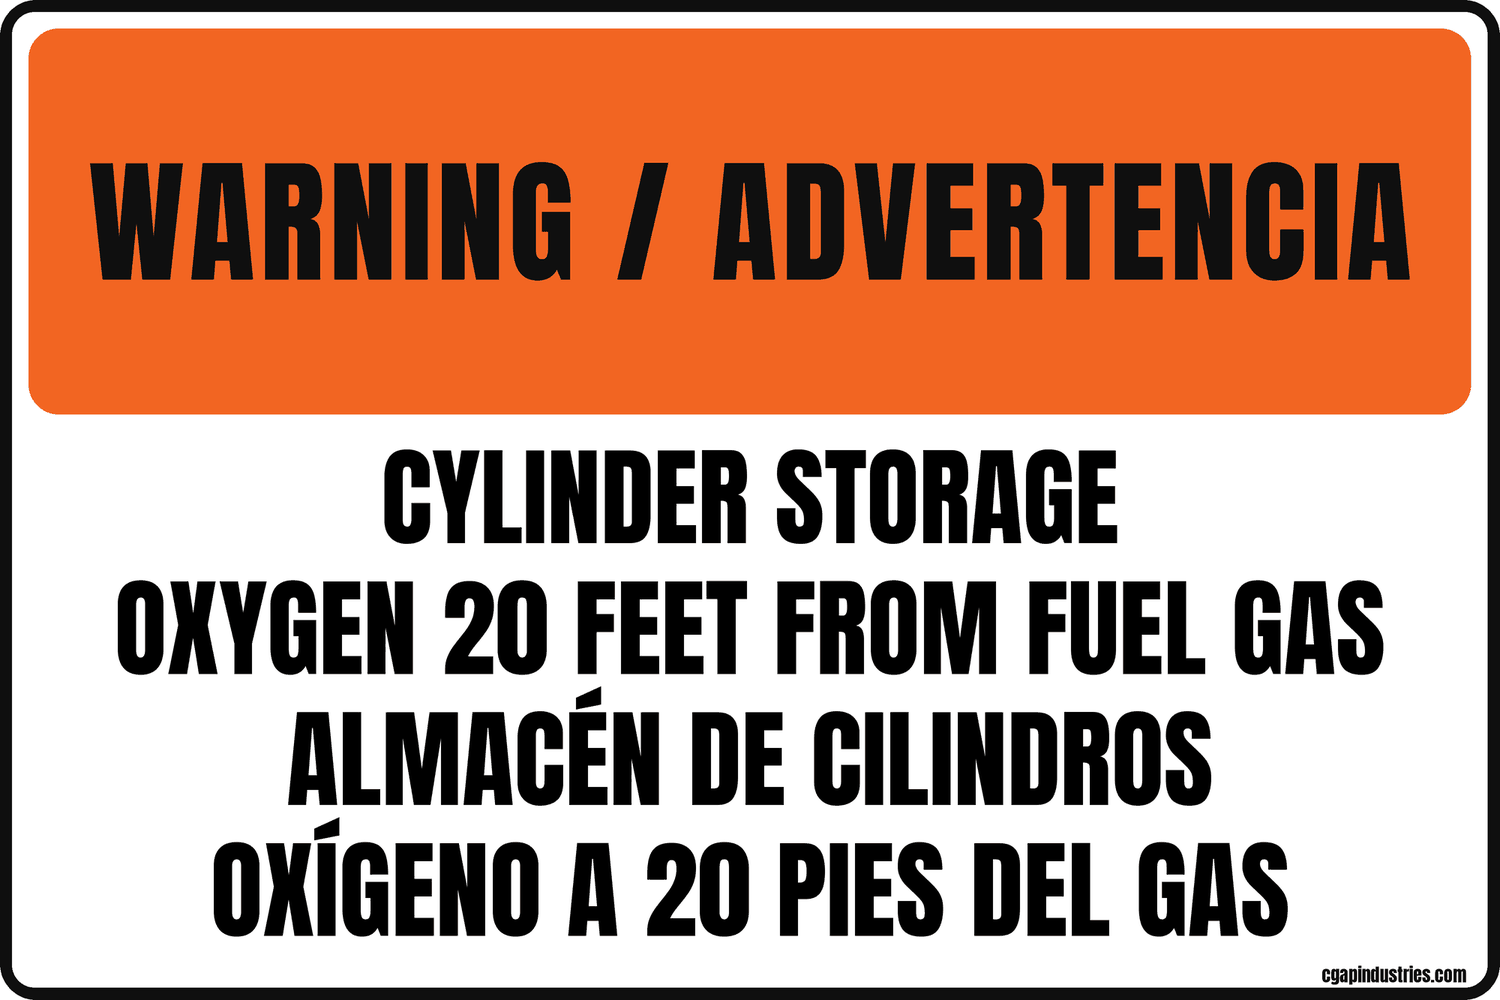 WARNING / ADVERTENCIA
CYLINDER STORAGE
OXYGEN 20 FEET FROM FUEL GAS
ALMACÉN DE CILINDROS
OXÍGENO A 20 PIES DEL GAS
cgapindustries.com